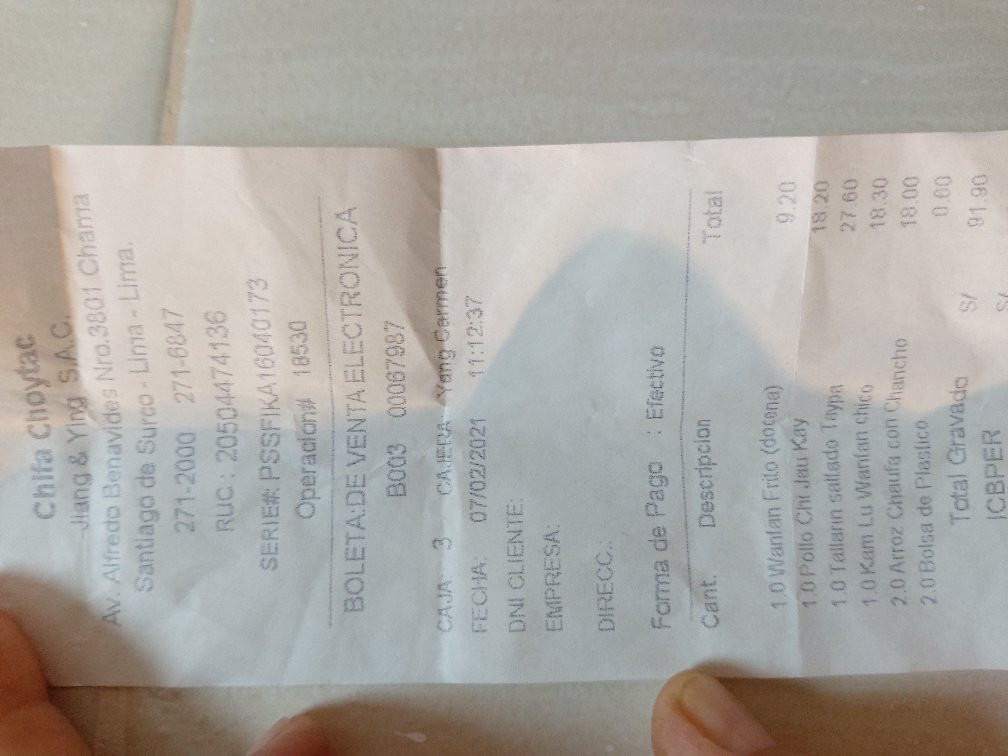 Chifa Choytac
Jiang & Ying S.A.C.
Av. Alfredo Benavides Nro.3801 Chama
Santiago de Surco - Lima - Lima.
271-2000 271-6847
RUC : 20504474136
SERIE#: PSSFIKA16040173
Operacion# 18530
BOLETA:DE VENTA ELECTRONICA
B003 00067987
CAJA 3 CAJERA Yang Carmen
FECHA: 07/02/2021 11:12:37
DNI CLIENTE:
EMPRESA:
DIRECC.:
Forma de Pago : Efectivo
Cant. Descripcion Total
1.0 Wantan Frito (docena) 9.20
1.0 Pollo Chi Jau Kay 18.20
1.0 Tallarin saltado Taypa 27.60
1.0 Kam Lu Wantan chico 18.30
2.0 Arroz Chaufa con Chancho 18.00
2.0 Bolsa de Plastico 0.60
Total Gravado S/ 91.90
ICBPER S/